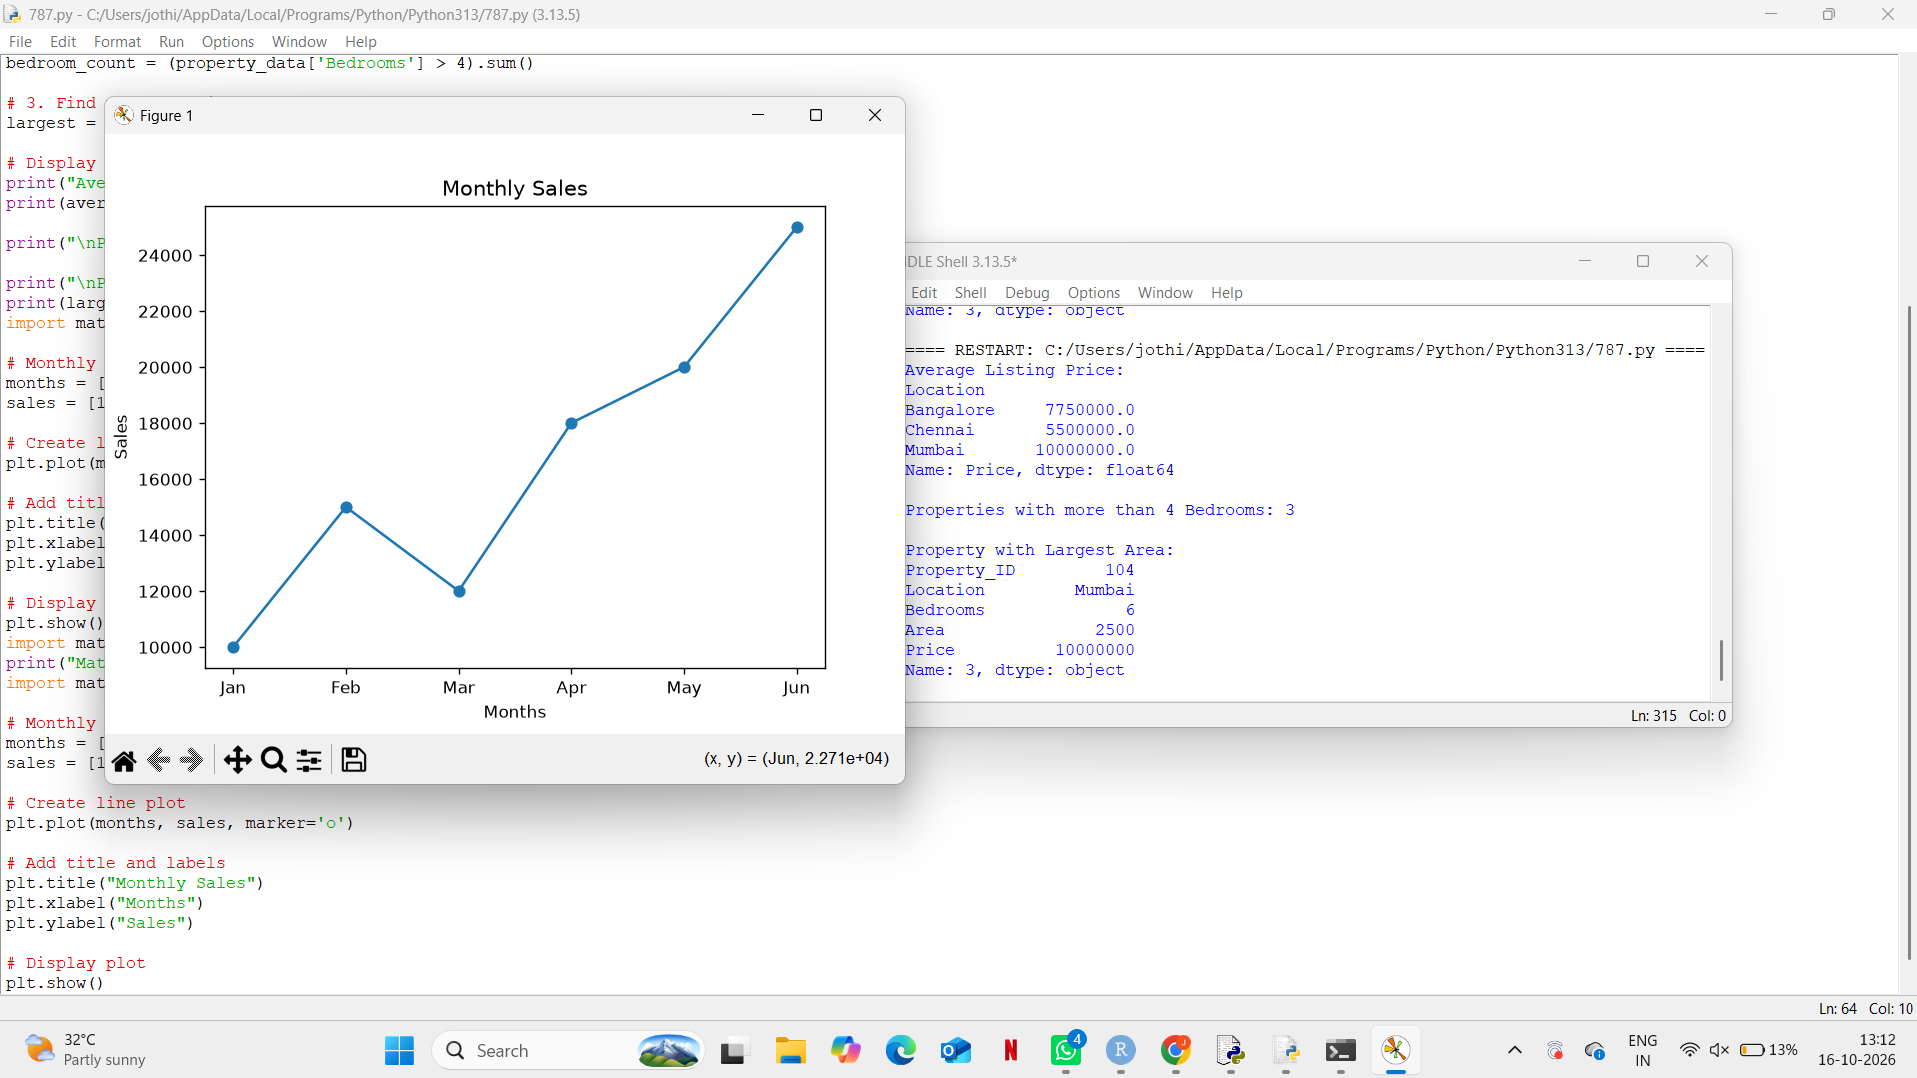 787.py - C:/Users/jothi/AppData/Local/Programs/Python/Python313/787.py (3.13.5)
File Edit Format Run Options Window Help
bedroom_count = (property_data['Bedrooms'] > 4).sum()
# 3. Find
largest =
# Display
print("Ave
print(aver
print("\nP
print("\nP
print(larg
import mat
# Monthly
months = [
sales = [1
# Create l
plt.plot(m
# Add titl
plt.title(
plt.xlabel
plt.ylabel
# Display
plt.show()
import mat
print("Mat
import mat
# Monthly
months = [
sales = [1
# Create line plot
plt.plot(months, sales, marker='o')
# Add title and labels
plt.title("Monthly Sales")
plt.xlabel("Months")
plt.ylabel("Sales")
# Display plot
plt.show()
Ln: 64 Col: 10
Figure 1
Monthly Sales
24000
22000
20000
18000
16000
14000
12000
10000
Sales
Jan Feb Mar Apr May Jun
Months
(x, y) = (Jun, 2.271e+04)
IDLE Shell 3.13.5*
Edit Shell Debug Options Window Help
Name: 3, dtype: object
==== RESTART: C:/Users/jothi/AppData/Local/Programs/Python/Python313/787.py ====
Average Listing Price:
Location
Bangalore 7750000.0
Chennai 5500000.0
Mumbai 10000000.0
Name: Price, dtype: float64
Properties with more than 4 Bedrooms: 3
Property with Largest Area:
Property_ID 104
Location Mumbai
Bedrooms 6
Area 2500
Price 10000000
Name: 3, dtype: object
Ln: 315 Col: 0
32°C
Partly sunny
Search
N
4
R
J
ENG
IN
13%
13:12
16-10-2026